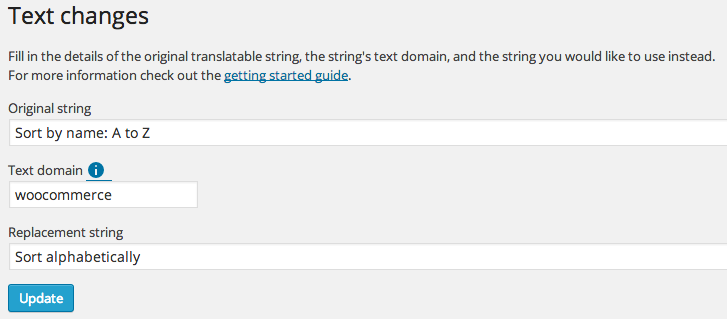 Text changes
Fill in the details of the original translatable string, the string's text domain, and the string you would like to use instead.
For more information check out the getting started guide.
Original string
Sort by name: A to Z
Text domain i
woocommerce
Replacement string
Sort alphabetically
Update